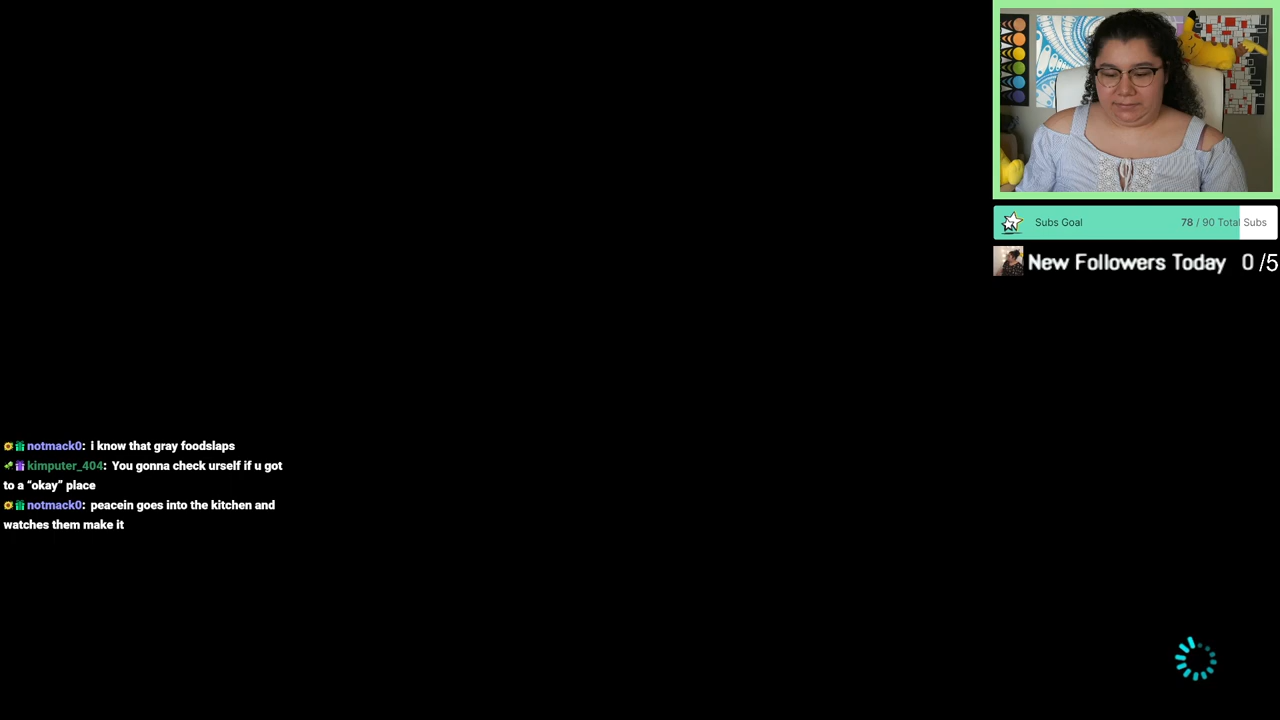 Subs Goal 78 / 90 Total Subs
New Followers Today 0 /5
notmack0: i know that gray foodslaps
kimputer_404: You gonna check urself if u got
to a “okay” place
notmack0: peacein goes into the kitchen and
watches them make it